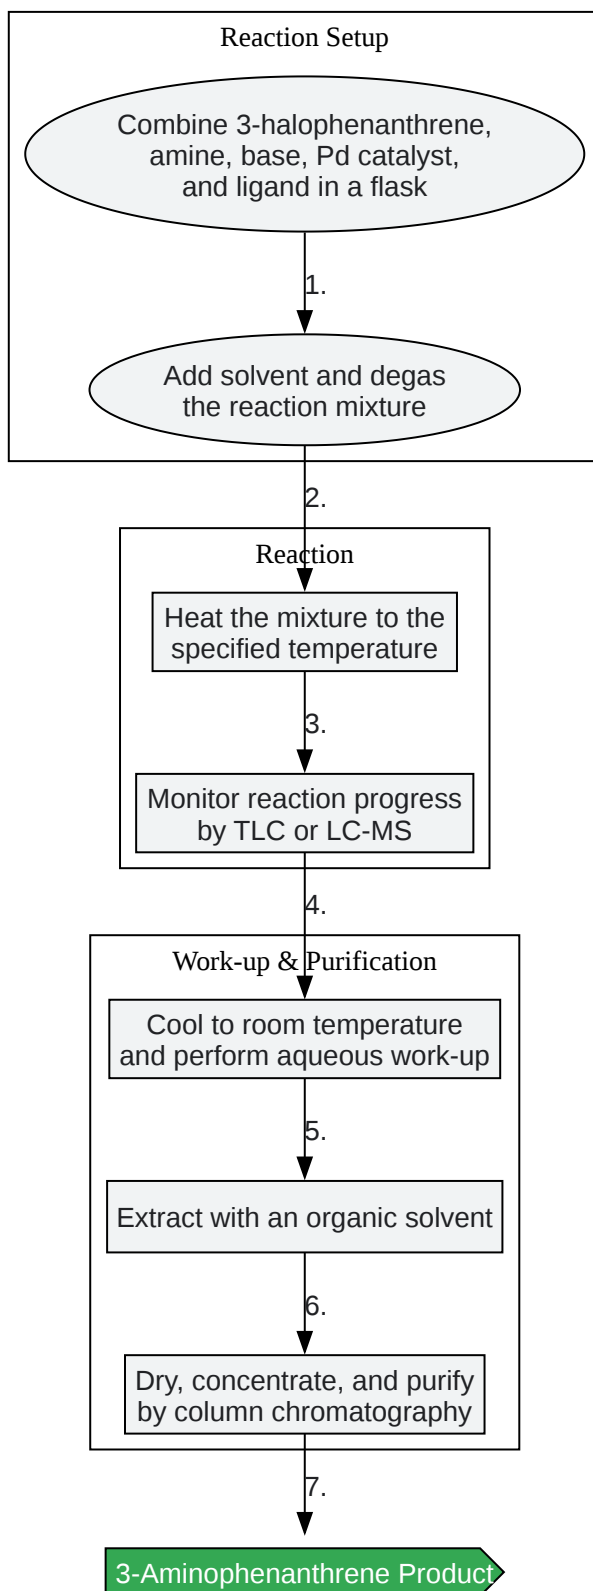 Reaction Setup
Combine 3-halophenanthrene,
amine, base, Pd catalyst,
and ligand in a flask
1.
Add solvent and degas
the reaction mixture
2.
Reaction
Heat the mixture to the
specified temperature
3.
Monitor reaction progress
by TLC or LC-MS
4.
Work-up & Purification
Cool to room temperature
and perform aqueous work-up
5.
Extract with an organic solvent
6.
Dry, concentrate, and purify
by column chromatography
7.
3-Aminophenanthrene Product